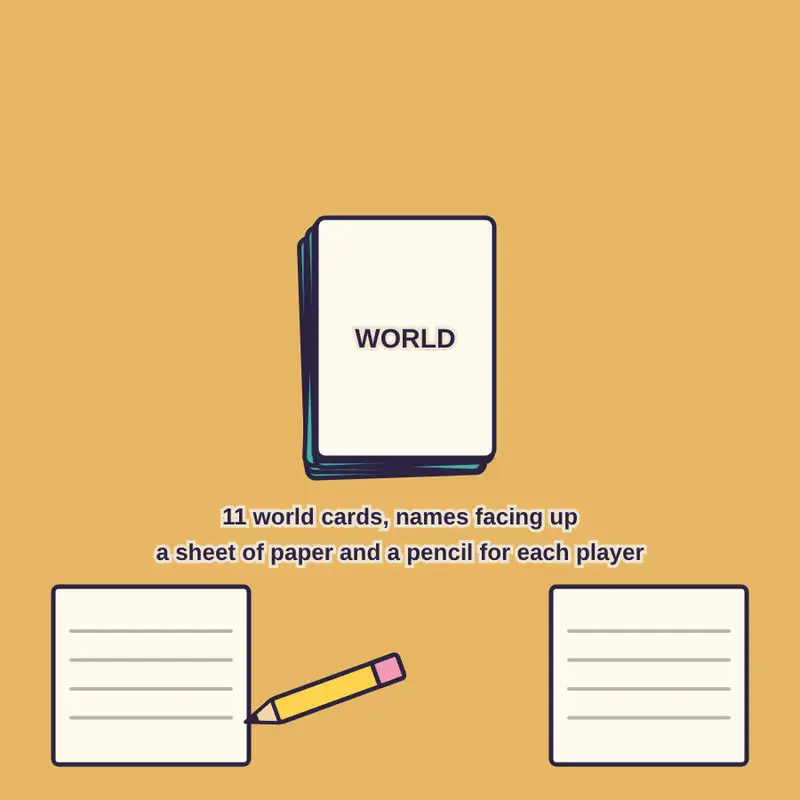 WORLD
11 world cards, names facing up
a sheet of paper and a pencil for each player